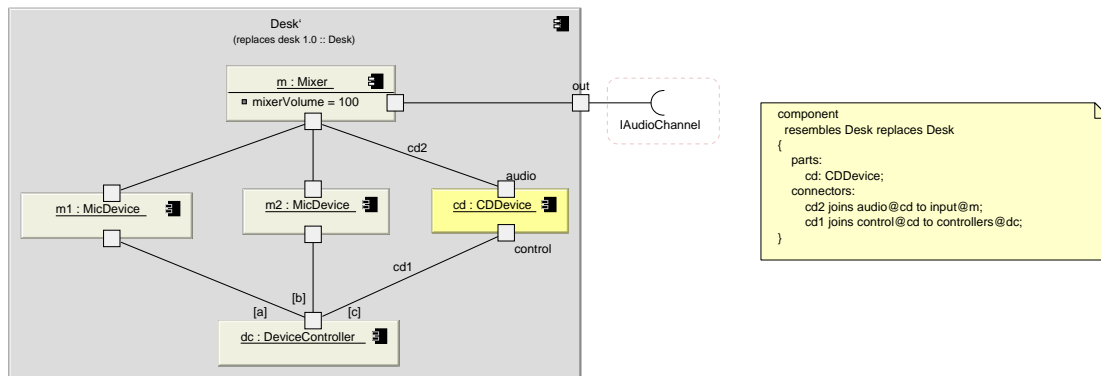 Desk‘
(replaces desk 1.0 :: Desk)
m : Mixer
mixerVolume = 100
out
IAudioChannel
cd2
audio
m1 : MicDevice
m2 : MicDevice
cd : CDDevice
control
cd1
[b]
[a]
[c]
dc : DeviceController
component
resembles Desk replaces Desk
{
parts:
cd: CDDevice;
connectors:
cd2 joins audio@cd to input@m;
cd1 joins control@cd to controllers@dc;
}